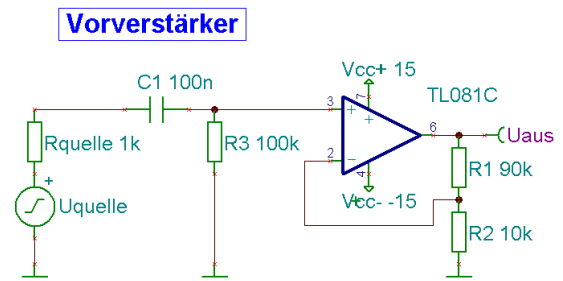 Vorverstärker
C1 100n
Vcc+ 15
TL081C
3
7
+
+
6
Uaus
Rquelle 1k
R3 100k
2
−
4
R1 90k
+
Uquelle
Vcc- -15
+
R2 10k